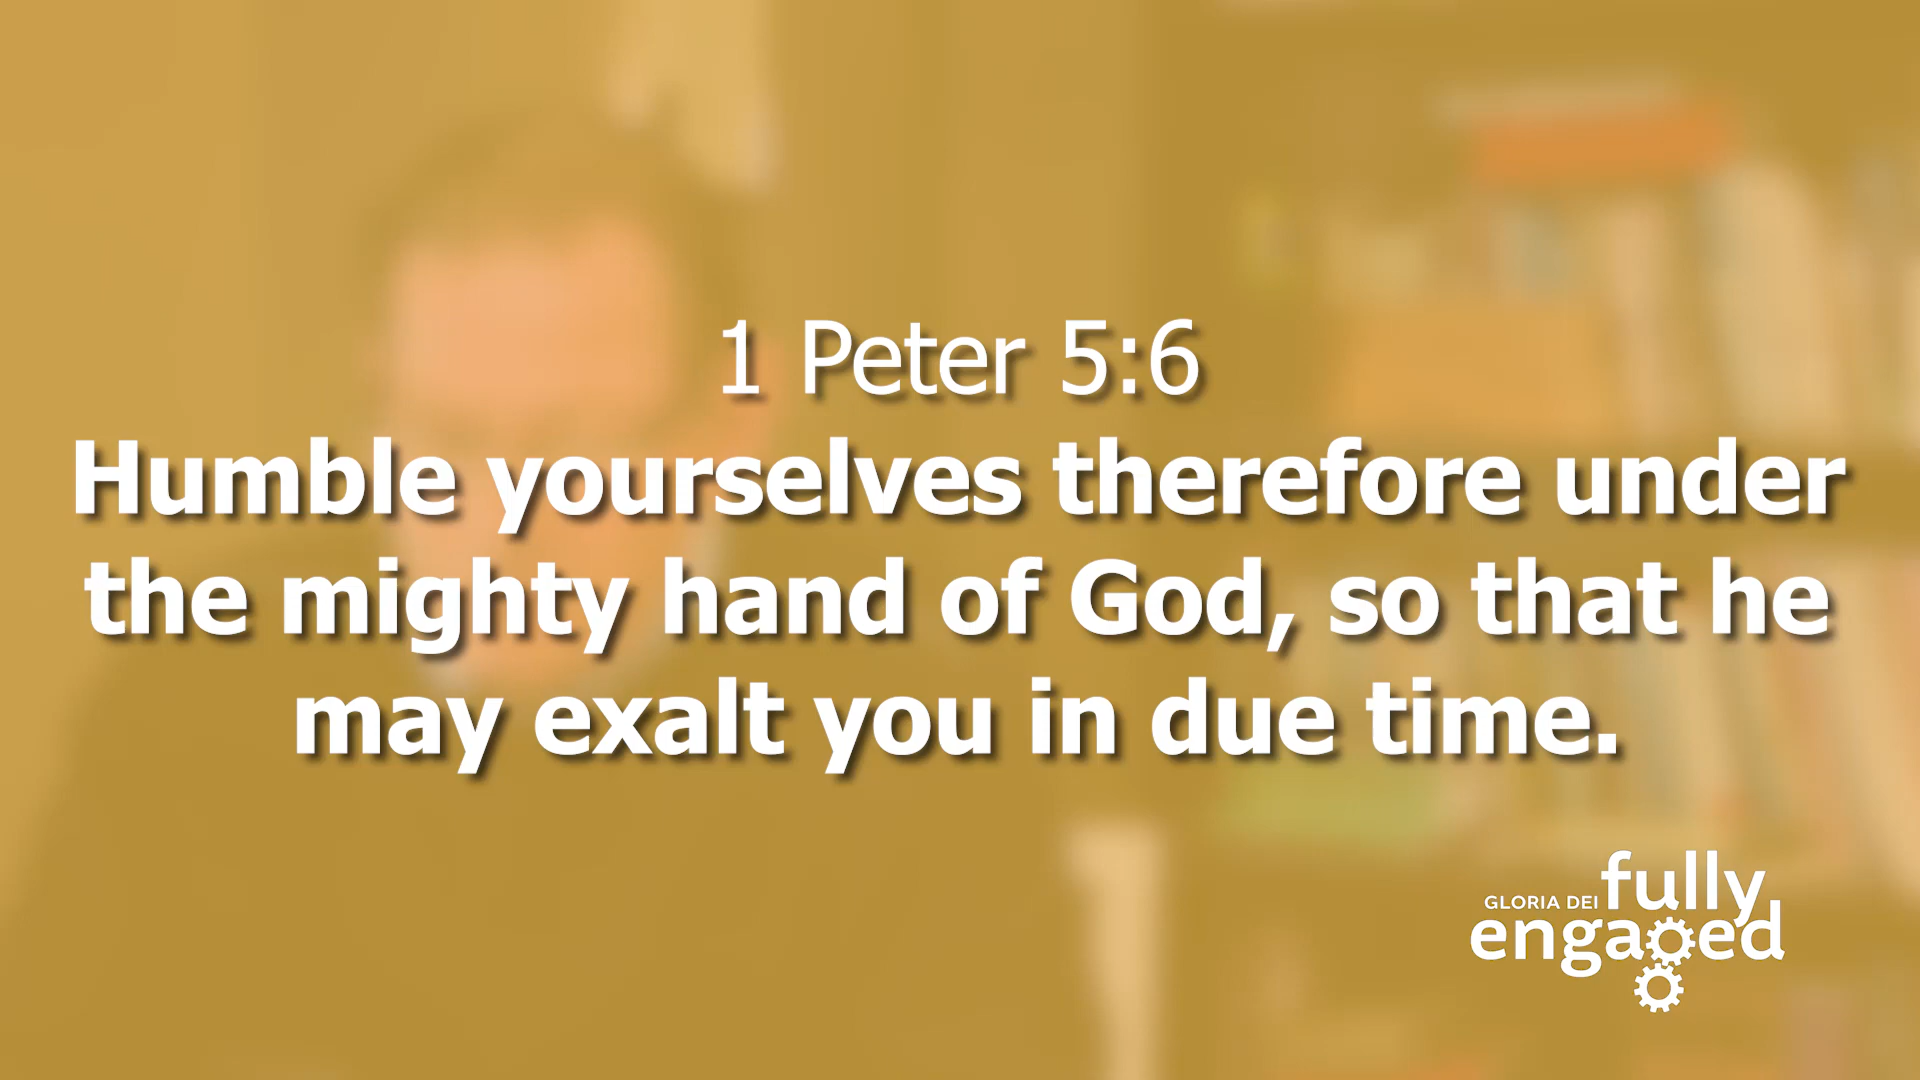 1 Peter 5:6
Humble yourselves therefore under
the mighty hand of God, so that he
may exalt you in due time.
GLORIA DEI fully
engaged